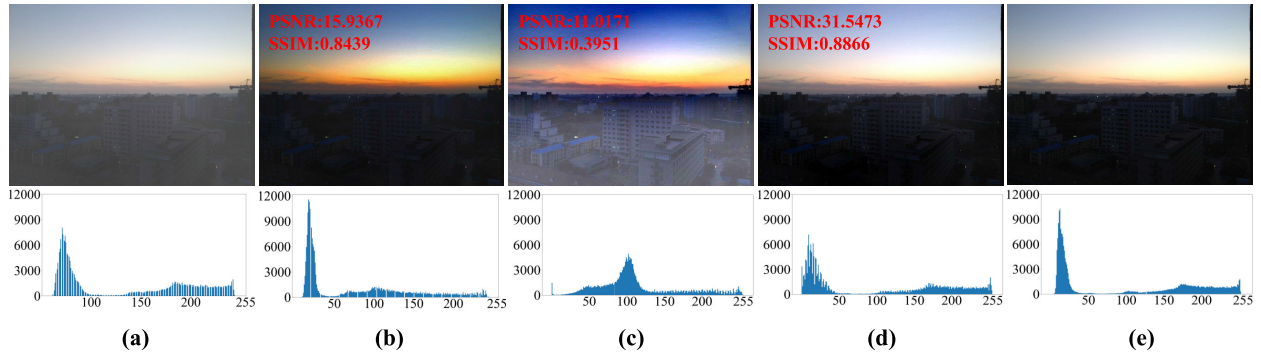 PSNR:15.9367 PSNR:11.0171 PSNR:31.5473
SSIM:0.8439 SSIM:0.3951 SSIM:0.8866
12000 12000 12000 12000 12000
9000 9000 9000 9000 9000
6000 6000 6000 6000 6000
3000 3000 3000 3000 3000
0 0 0 0 0
100 150 200 255 50 100 150 200 255 50 100 150 200 255 50 100 150 200 255 50 100 150 200 255
(a) (b) (c) (d) (e)